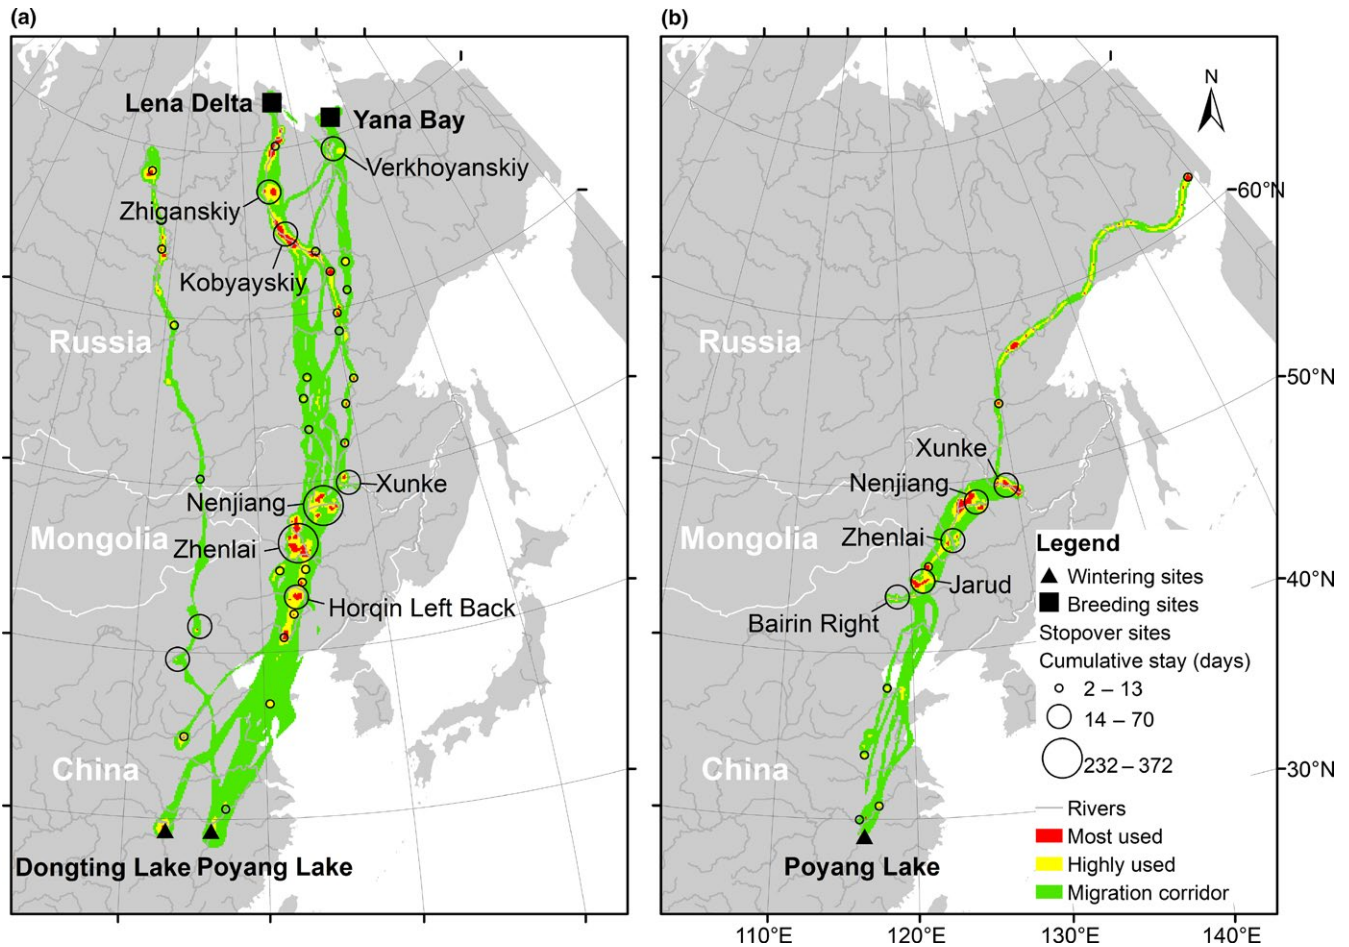 (a)
(b)
Lena Delta
Yana Bay
Verkhoyanskiy
Zhiganskiy
Kobyayskiy
Russia
Xunke
Nenjiang
Mongolia
Zhenlai
Horqin Left Back
China
Dongting Lake
Poyang Lake
N
60°N
Russia
50°N
Xunke
Nenjiang
Zhenlai
Mongolia
Jarud
Bairin Right
40°N
China
30°N
Poyang Lake
Legend
Wintering sites
Breeding sites
Stopover sites
Cumulative stay (days)
2 – 13
14 – 70
232 – 372
Rivers
Most used
Highly used
Migration corridor
110°E
120°E
130°E
140°E